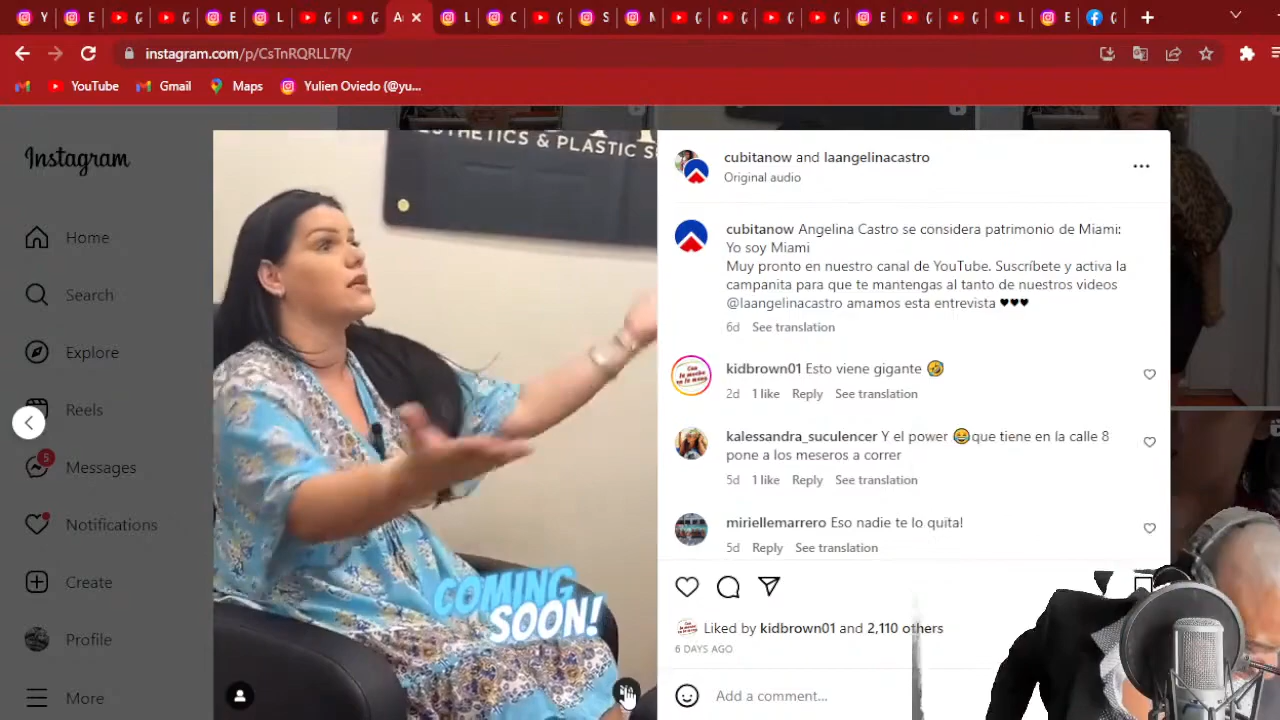 Y
E
G
G
E
L
G
G
A
L
C
G
S
N
G
G
G
G
E
G
G
L
E
G
instagram.com/p/CsTnRQRLL7R/
YouTube
Gmail
Maps
Yulien Oviedo (@yu...
Instagram
Home
Search
Explore
Reels
5
Messages
Notifications
Create
Profile
More
ESTHETICS & PLASTIC S
COMING
SOON!
cubitanow and laangelinacastro
Original audio
cubitanow Angelina Castro se considera patrimonio de Miami:
Yo soy Miami
Muy pronto en nuestro canal de YouTube. Suscríbete y activa la
campanita para que te mantengas al tanto de nuestros videos
@laangelinacastro amamos esta entrevista ♥♥♥
6d See translation
kidbrown01 Esto viene gigante 🤣
2d 1 like Reply See translation
kalessandra_suculencer Y el power 😂que tiene en la calle 8
pone a los meseros a correr
5d 1 like Reply See translation
miriellemarrero Eso nadie te lo quita!
5d Reply See translation
Liked by kidbrown01 and 2,110 others
6 DAYS AGO
Add a comment...